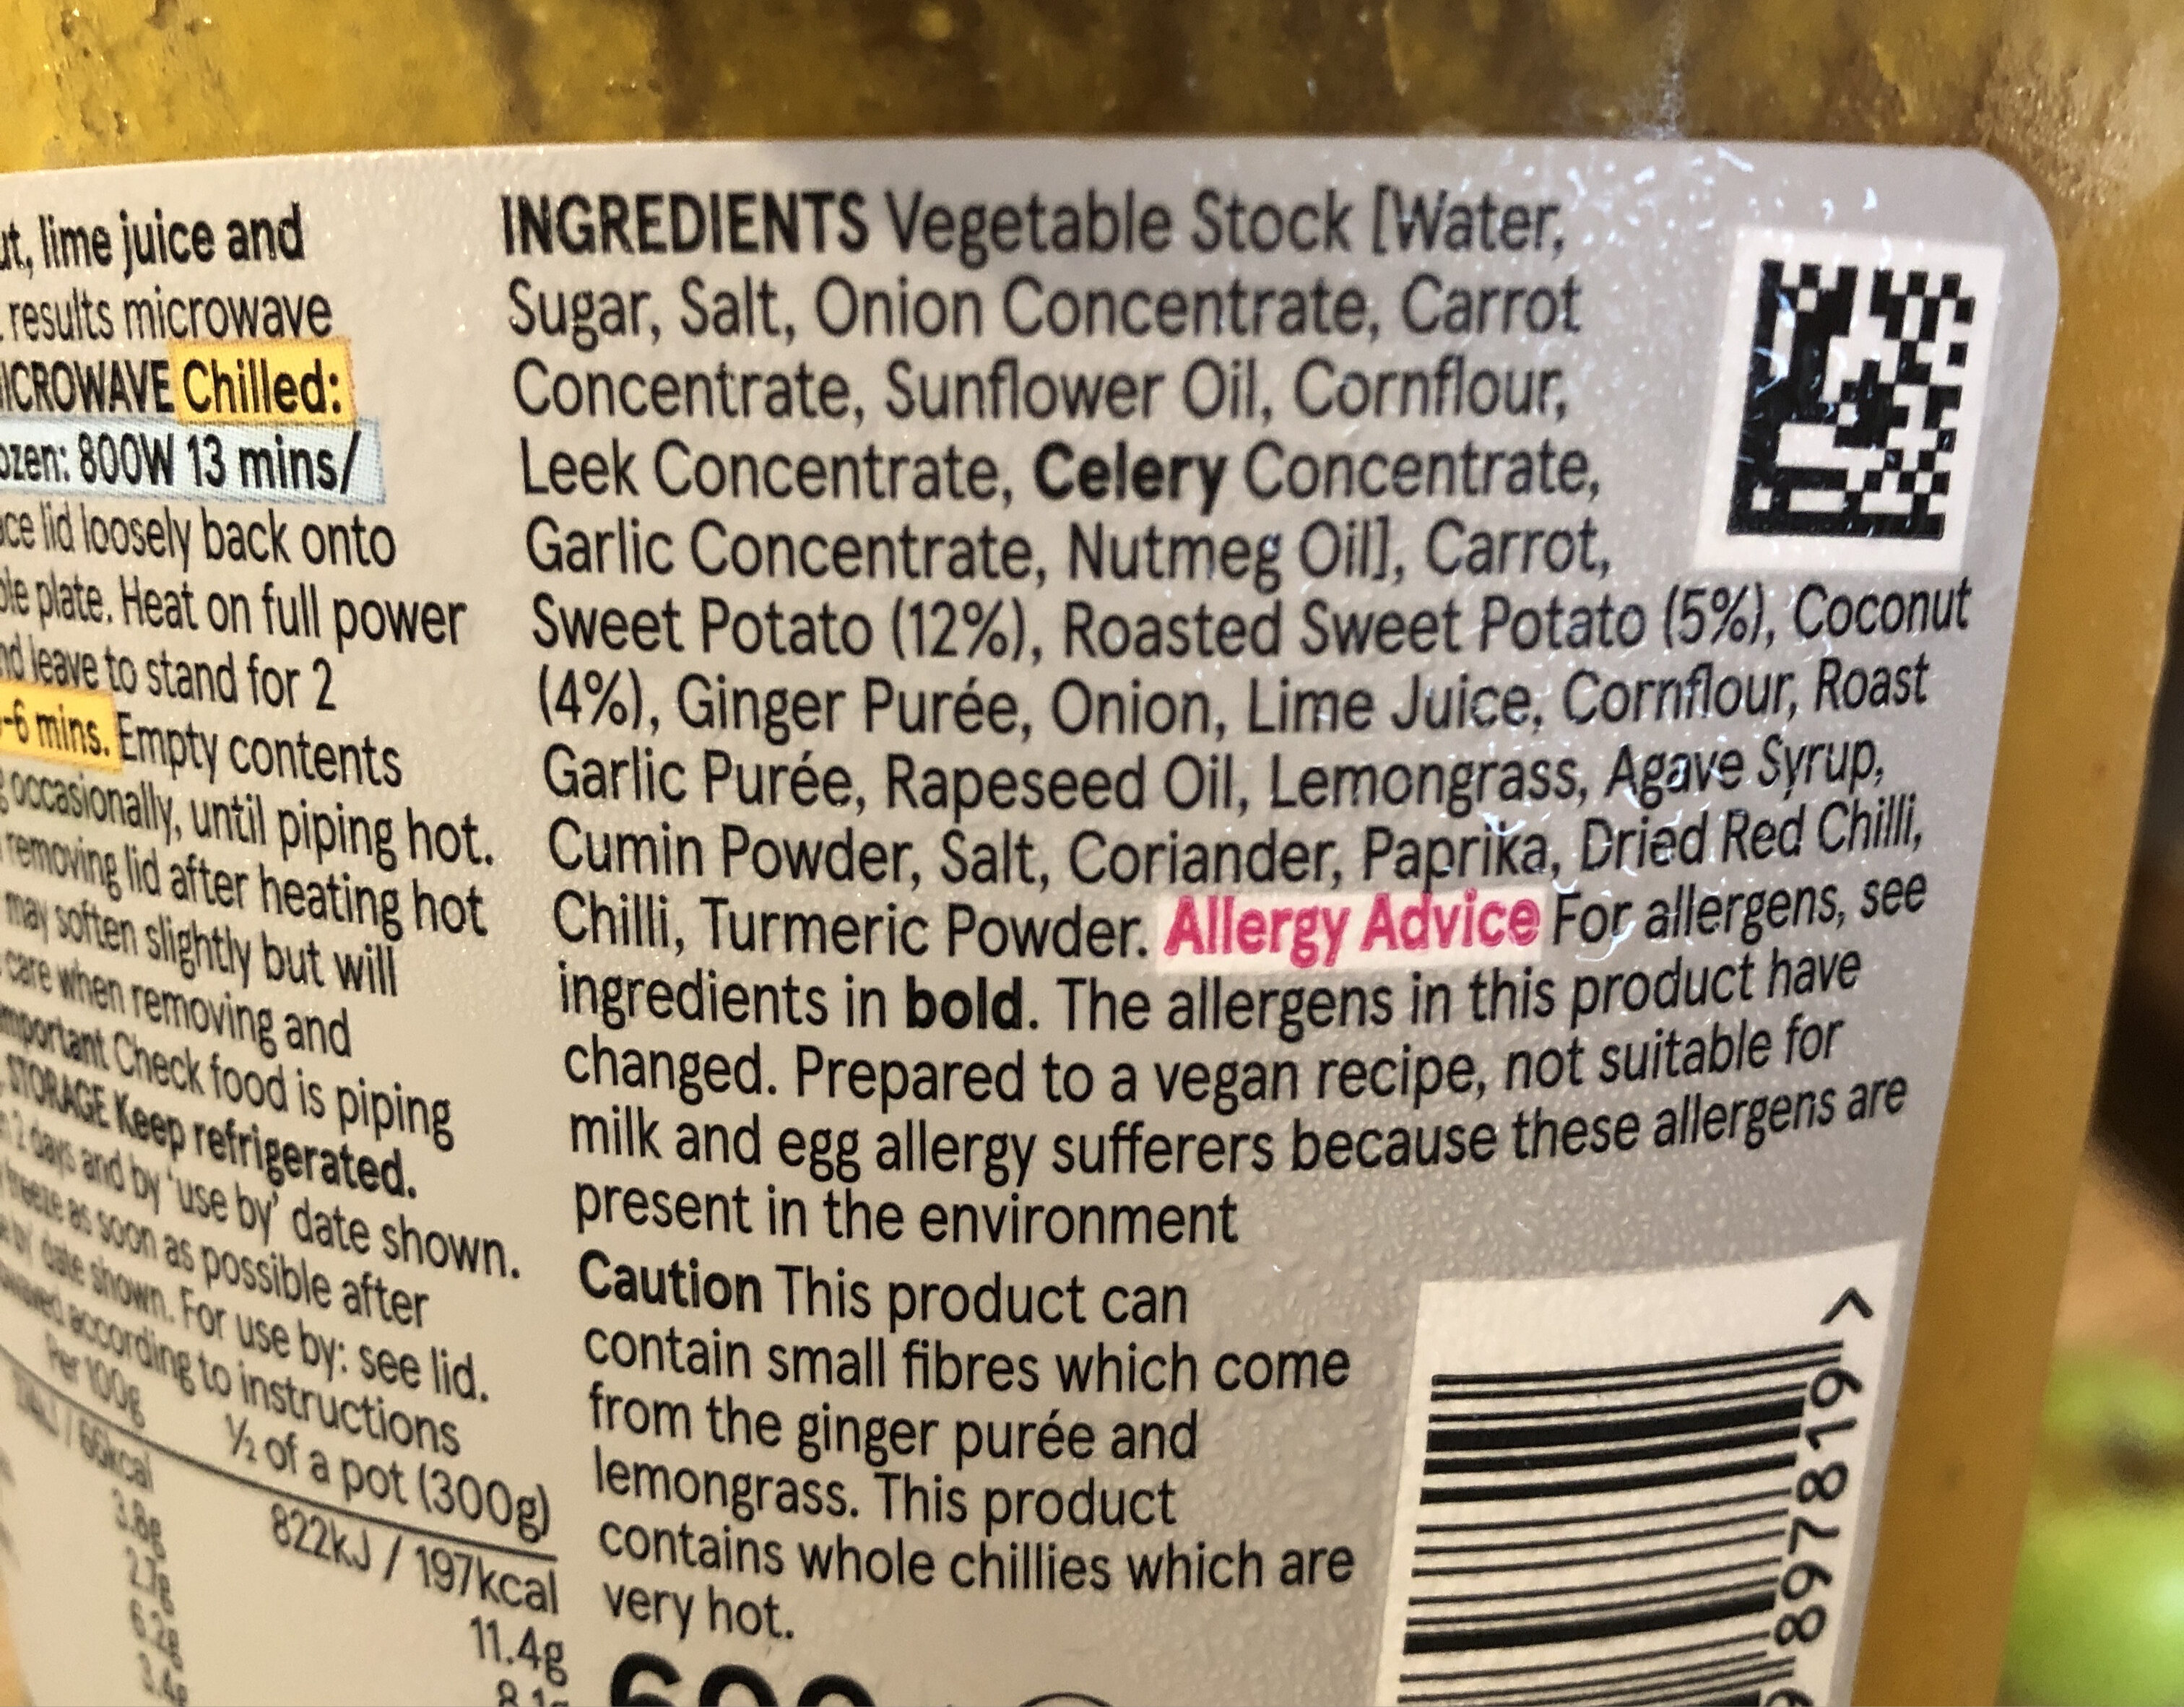 lime juice and
results microwave
Chilled:
800W 13 mins/
lid loosely back onto
plate. Heat on full power
leave to stand for 2
-6 mins. Empty contents
occasionally, until piping hot.
removing lid after heating hot
may soften slightly but will
care when removing and
Check food is piping
STORAGE Keep refrigerated.
2 days and by 'use by' date shown.
freeze as soon as possible after
date shown. For use by: see lid.
according to instructions
Per 100g
½ of a pot (300g)
66kcal
822kJ / 197kcal
3.8g
11.4g
INGREDIENTS Vegetable Stock [Water,
Sugar, Salt, Onion Concentrate, Carrot
Concentrate, Sunflower Oil, Cornflour,
Leek Concentrate, Celery Concentrate,
Garlic Concentrate, Nutmeg Oil], Carrot,
Sweet Potato (12%), Roasted Sweet Potato (5%), Coconut
(4%), Ginger Purée, Onion, Lime Juice, Cornflour, Roast
Garlic Purée, Rapeseed Oil, Lemongrass, Agave Syrup,
Cumin Powder, Salt, Coriander, Paprika, Dried Red Chilli,
Chilli, Turmeric Powder. Allergy Advice For allergens, see
ingredients in bold. The allergens in this product have
changed. Prepared to a vegan recipe, not suitable for
milk and egg allergy sufferers because these allergens are
present in the environment
Caution This product can
contain small fibres which come
from the ginger purée and
lemongrass. This product
contains whole chillies which are
very hot.
897819 >